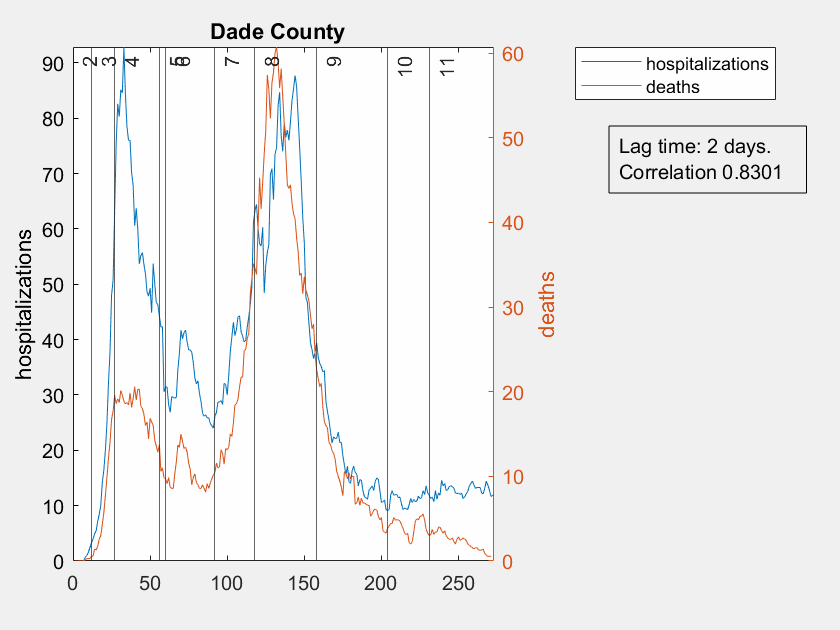 Dade County
hospitalizations
deaths
Lag time: 2 days.
Correlation 0.8301
2 3 4 5 6 7 8 9 10 11
90
80
70
60
50
40
30
20
10
0
hospitalizations
60
50
40
30
20
10
0
deaths
0 50 100 150 200 250